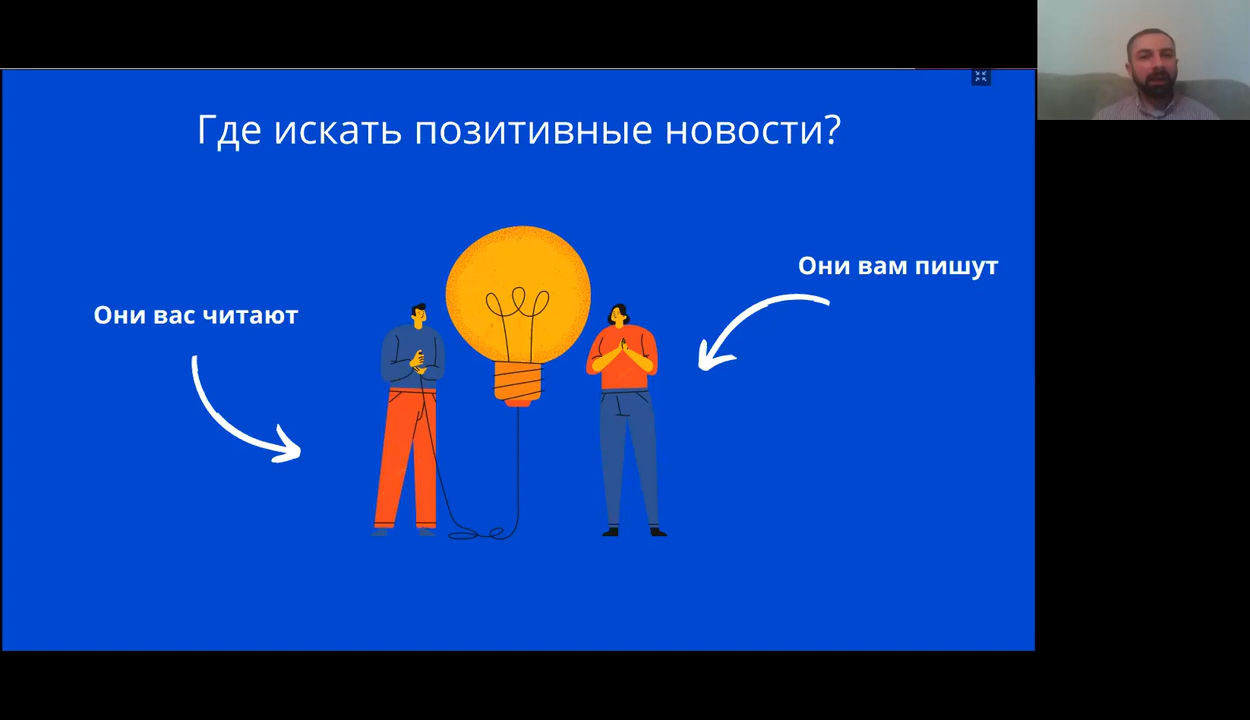 Где искать позитивные новости?
Они вам пишут
Они вас читают